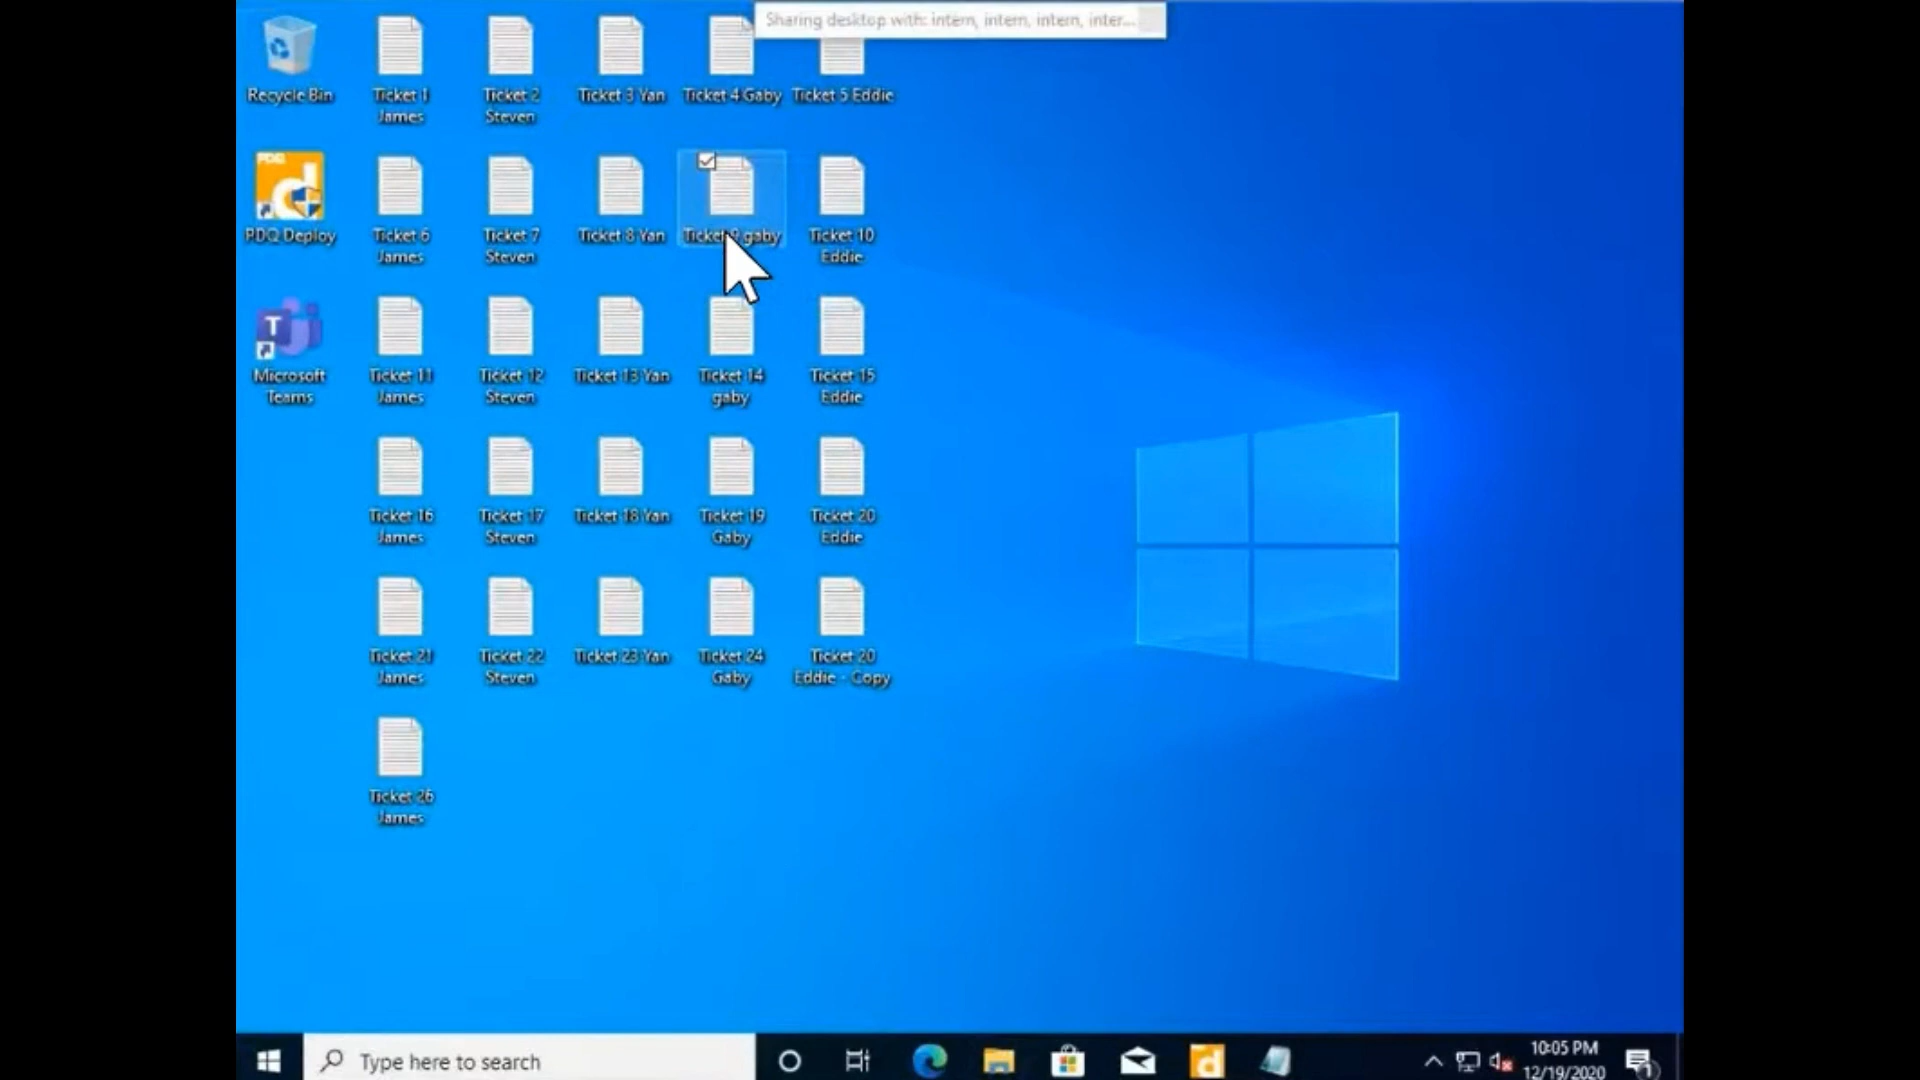 Sharing desktop with: intern, intern, intern, inter...
Recycle Bin
Ticket 1
James
Ticket 2
Steven
Ticket 3 Yan
Ticket 4 Gaby
Ticket 5 Eddie
PDQ
PDQ Deploy
Ticket 6
James
Ticket 7
Steven
Ticket 8 Yan
Ticket 9 gaby
Ticket 10
Eddie
T
Microsoft
Teams
Ticket 11
James
Ticket 12
Steven
Ticket 13 Yan
Ticket 14
gaby
Ticket 15
Eddie
Ticket 16
James
Ticket 17
Steven
Ticket 18 Yan
Ticket 19
Gaby
Ticket 20
Eddie
Ticket 21
James
Ticket 22
Steven
Ticket 23 Yan
Ticket 24
Gaby
Ticket 20
Eddie - Copy
Ticket 26
James
Type here to search
10:05 PM
12/19/2020
1